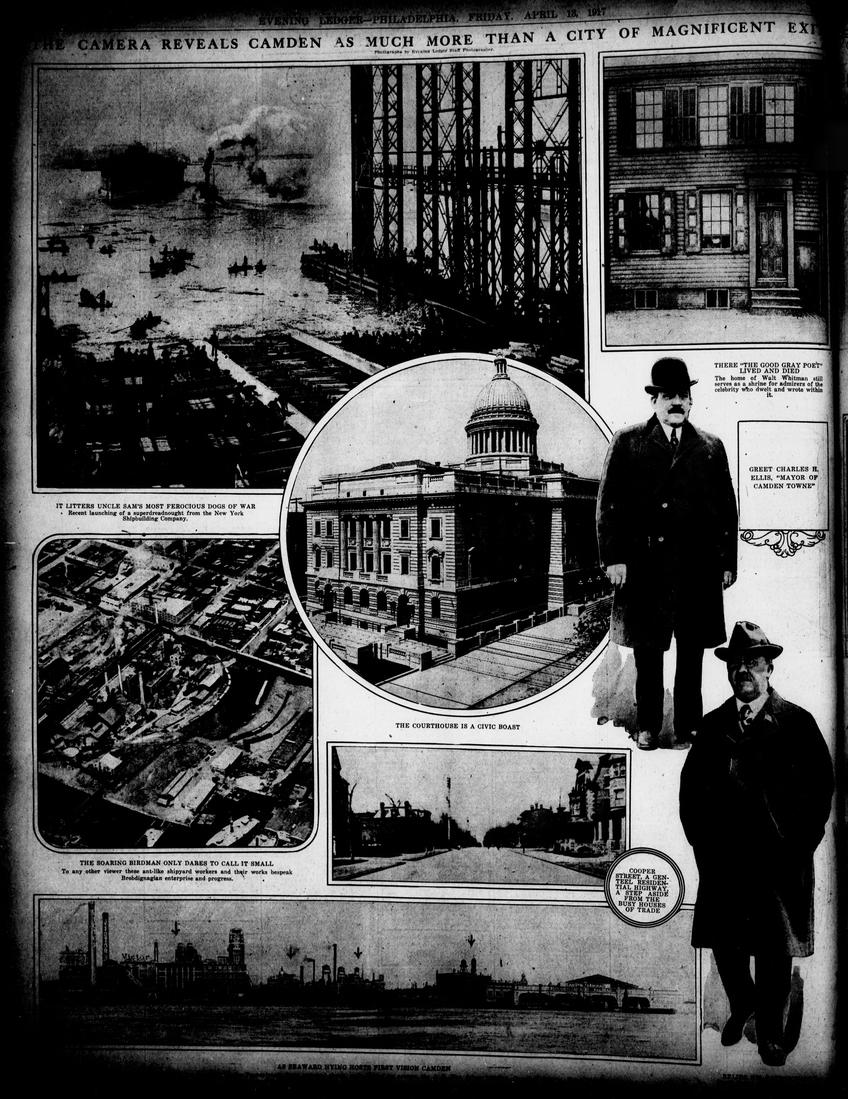 EVENING LEDGER—PHILADELPHIA, FRIDAY, APRIL 13, 1917
THE CAMERA REVEALS CAMDEN AS MUCH MORE THAN A CITY OF MAGNIFICENT EXI
Photographs by Evening Ledger Staff Photographer.
THERE "THE GOOD GRAY POET"
LIVED AND DIED
The home of Walt Whitman still
serves as a shrine for admirers of the
celebrity who dwelt and wrote within
it.
GREET CHARLES H.
ELLIS, "MAYOR OF
CAMDEN TOWNE"
IT LITTERS UNCLE SAM'S MOST FEROCIOUS DOGS OF WAR
Recent launching of a superdreadnought from the New York
Shipbuilding Company.
THE COURTHOUSE IS A CIVIC BOAST
THE SOARING BIRDMAN ONLY DARES TO CALL IT SMALL
To any other viewer these ant-like shipyard workers and their works bespeak
Brobdignagian enterprise and progress.
COOPER
STREET, A GEN-
TEEL RESIDEN-
TIAL HIGHWAY,
A STEP ASIDE
FROM THE
BUSY HOUSES
OF TRADE
Victor
AS SEAWARD HYING HOSTS FIRST VISION CAMDEN